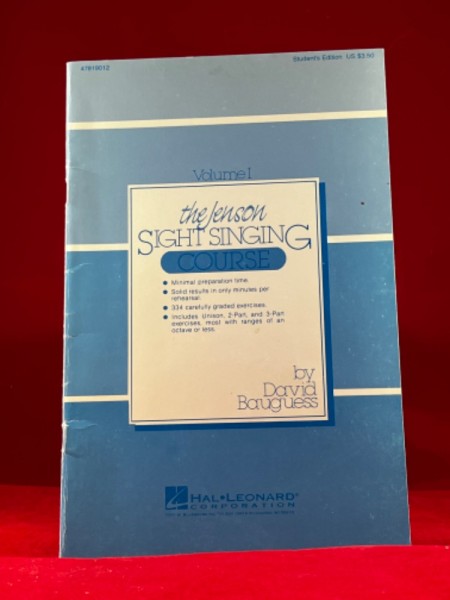 47819012
Student's Edition US $3.50
Volume I
the Jenson
SIGHT SINGING
COURSE
Minimal preparation time.
Solid results in only minutes per
rehearsal.
334 carefully graded exercises.
Includes Unison, 2-Part, and 3-Part
exercises, most with ranges of an
octave or less.
by
David
Bauguess
HAL•LEONARD
CORPORATION